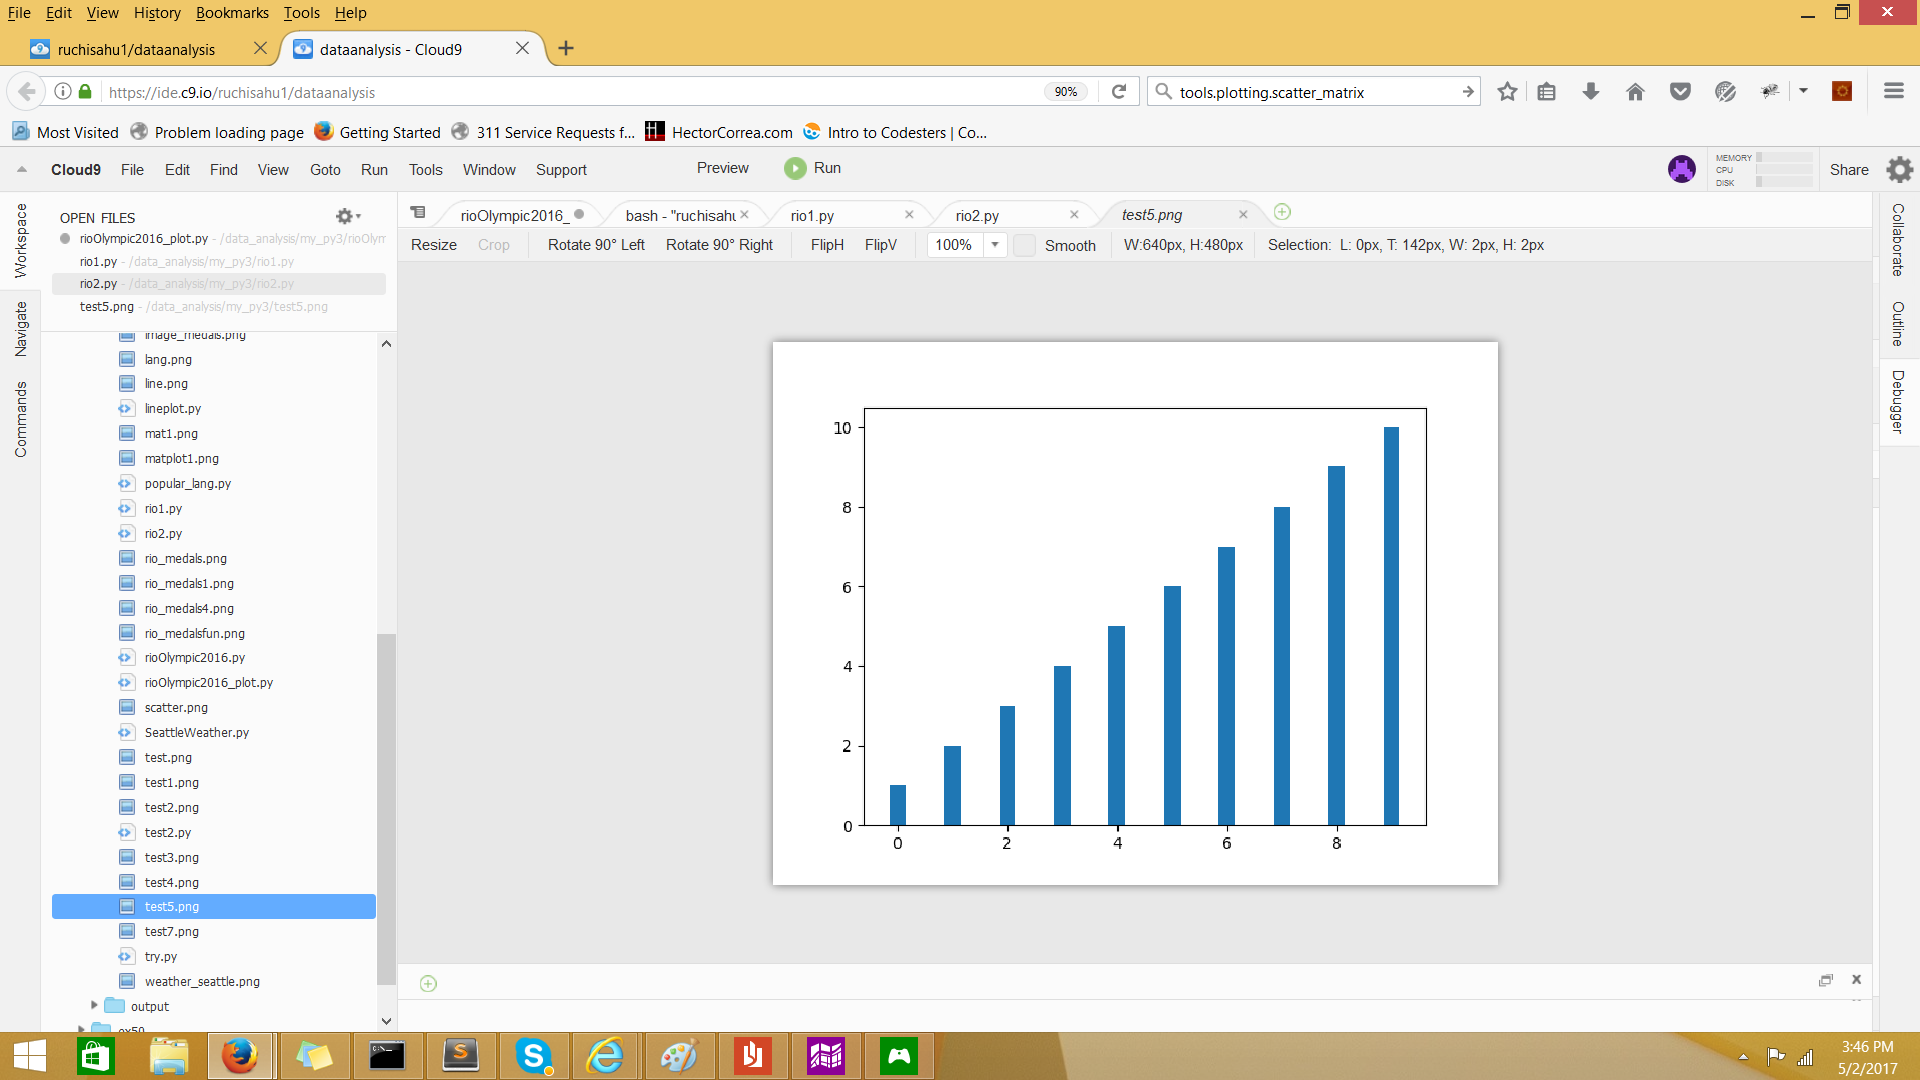 File Edit View History Bookmarks Tools Help
ruchisahu1/dataanalysis
dataanalysis - Cloud9
https://ide.c9.io/ruchisahu1/dataanalysis
90%
tools.plotting.scatter_matrix
Most Visited Problem loading page Getting Started 311 Service Requests f... HectorCorrea.com Intro to Codesters | Co...
Cloud9 File Edit Find View Goto Run Tools Window Support Preview Run
MEMORY
CPU
DISK
Share
Workspace
Navigate
Commands
OPEN FILES
rioOlympic2016_plot.py - /data_analysis/my_py3/rioOlym
rio1.py - /data_analysis/my_py3/rio1.py
rio2.py - /data_analysis/my_py3/rio2.py
test5.png - /data_analysis/my_py3/test5.png
image_medals.png
lang.png
line.png
lineplot.py
mat1.png
matplot1.png
popular_lang.py
rio1.py
rio2.py
rio_medals.png
rio_medals1.png
rio_medals4.png
rio_medalsfun.png
rioOlympic2016.py
rioOlympic2016_plot.py
scatter.png
SeattleWeather.py
test.png
test1.png
test2.png
test2.py
test3.png
test4.png
test5.png
test7.png
try.py
weather_seattle.png
output
ex50
rioOlympic2016_ bash - "ruchisahu rio1.py rio2.py test5.png
Resize Crop Rotate 90° Left Rotate 90° Right FlipH FlipV 100% Smooth W:640px, H:480px Selection: L: 0px, T: 142px, W: 2px, H: 2px
10
8
6
4
2
0
0 2 4 6 8
Collaborate
Outline
Debugger
3:46 PM
5/2/2017